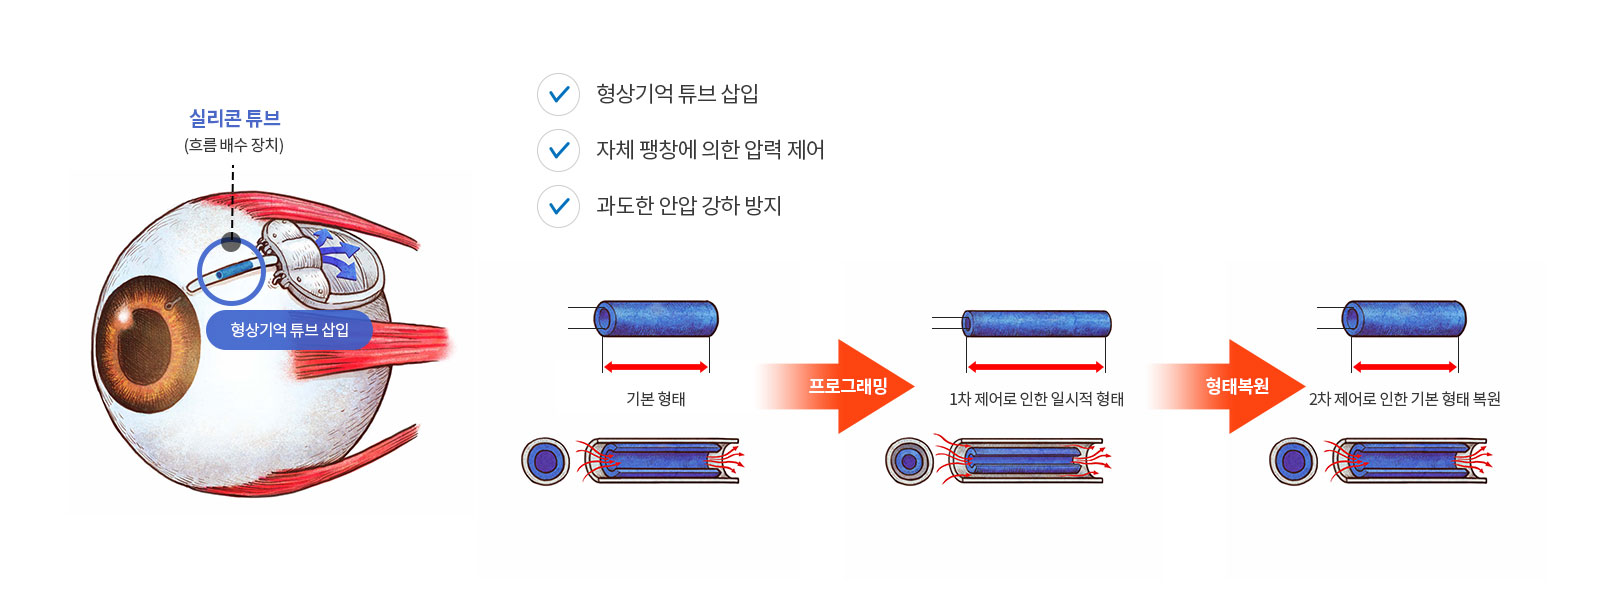 실리콘 튜브
(흐름 배수 장치)
형상기억 튜브 삽입
형상기억 튜브 삽입
자체 팽창에 의한 압력 제어
과도한 안압 강하 방지
기본 형태
프로그래밍
1차 제어로 인한 일시적 형태
형태복원
2차 제어로 인한 기본 형태 복원